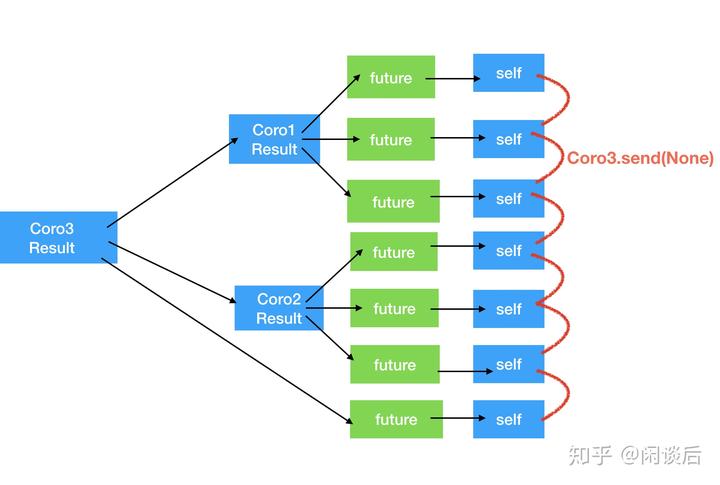 future
self
Coro1
Result
future
self
Coro3.send(None)
future
self
Coro3
Result
future
self
Coro2
Result
future
self
future
self
future
self
知乎 @闲谈后